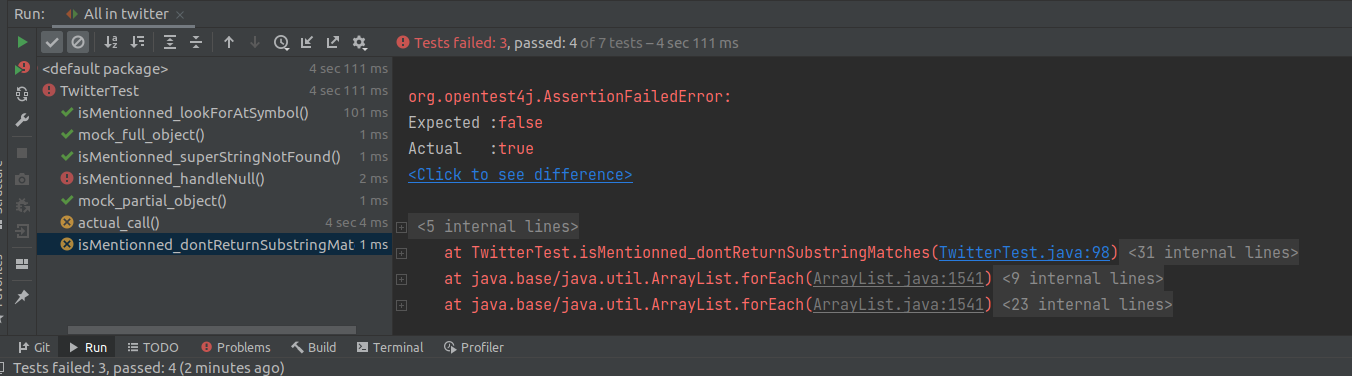 Run: All in twitter ×
Tests failed: 3, passed: 4 of 7 tests – 4 sec 111 ms
<default package> 4 sec 111 ms
TwitterTest 4 sec 111 ms
isMentionned_lookForAtSymbol() 101 ms
mock_full_object() 1 ms
isMentionned_superStringNotFound() 1 ms
isMentionned_handleNull() 2 ms
mock_partial_object() 1 ms
actual_call() 4 sec 4 ms
isMentionned_dontReturnSubstringMat 1 ms
org.opentest4j.AssertionFailedError:
Expected :false
Actual   :true
<Click to see difference>
<5 internal lines>
at TwitterTest.isMentionned_dontReturnSubstringMatches(TwitterTest.java:98) <31 internal lines>
at java.base/java.util.ArrayList.forEach(ArrayList.java:1541) <9 internal lines>
at java.base/java.util.ArrayList.forEach(ArrayList.java:1541) <23 internal lines>
Git Run TODO Problems Build Terminal Profiler
Tests failed: 3, passed: 4 (2 minutes ago)